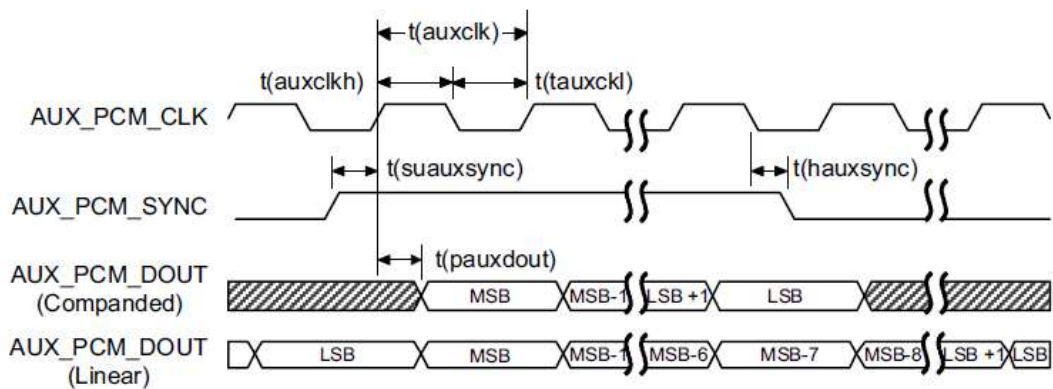 t(auxclk)
t(auxclkh)
t(tauxckl)
AUX_PCM_CLK
t(suauxsync)
t(hauxsync)
AUX_PCM_SYNC
t(pauxdout)
AUX_PCM_DOUT
(Companded)
MSB
MSB-1
LSB +1
LSB
AUX_PCM_DOUT
(Linear)
LSB
MSB
MSB-1
MSB-6
MSB-7
MSB-8
LSB +1
LSB